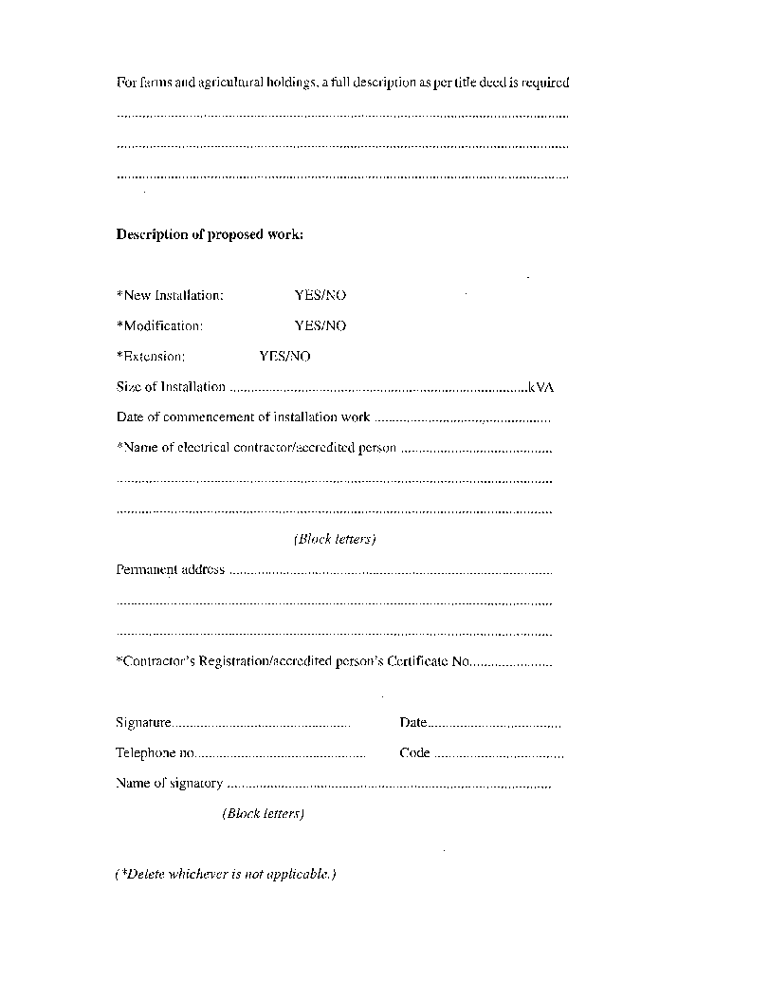 For farms and agricultural holdings, a full description as per title deed is required
..............................................................................................................................
..............................................................................................................................
..............................................................................................................................
Description of proposed work:
*New Installation: YES/NO
*Modification: YES/NO
*Extension: YES/NO
Size of Installation ...................................................................................kVA
Date of commencement of installation work .................................................
*Name of electrical contractor/accredited person ..........................................
.........................................................................................................................
.........................................................................................................................
(Block letters)
Permanent address ..........................................................................................
.........................................................................................................................
.........................................................................................................................
*Contractor's Registration/accredited person's Certificate No.......................
Signature.................................................. Date.....................................
Telephone no................................................ Code ....................................
Name of signatory ..........................................................................................
(Block letters)
(*Delete whichever is not applicable.)